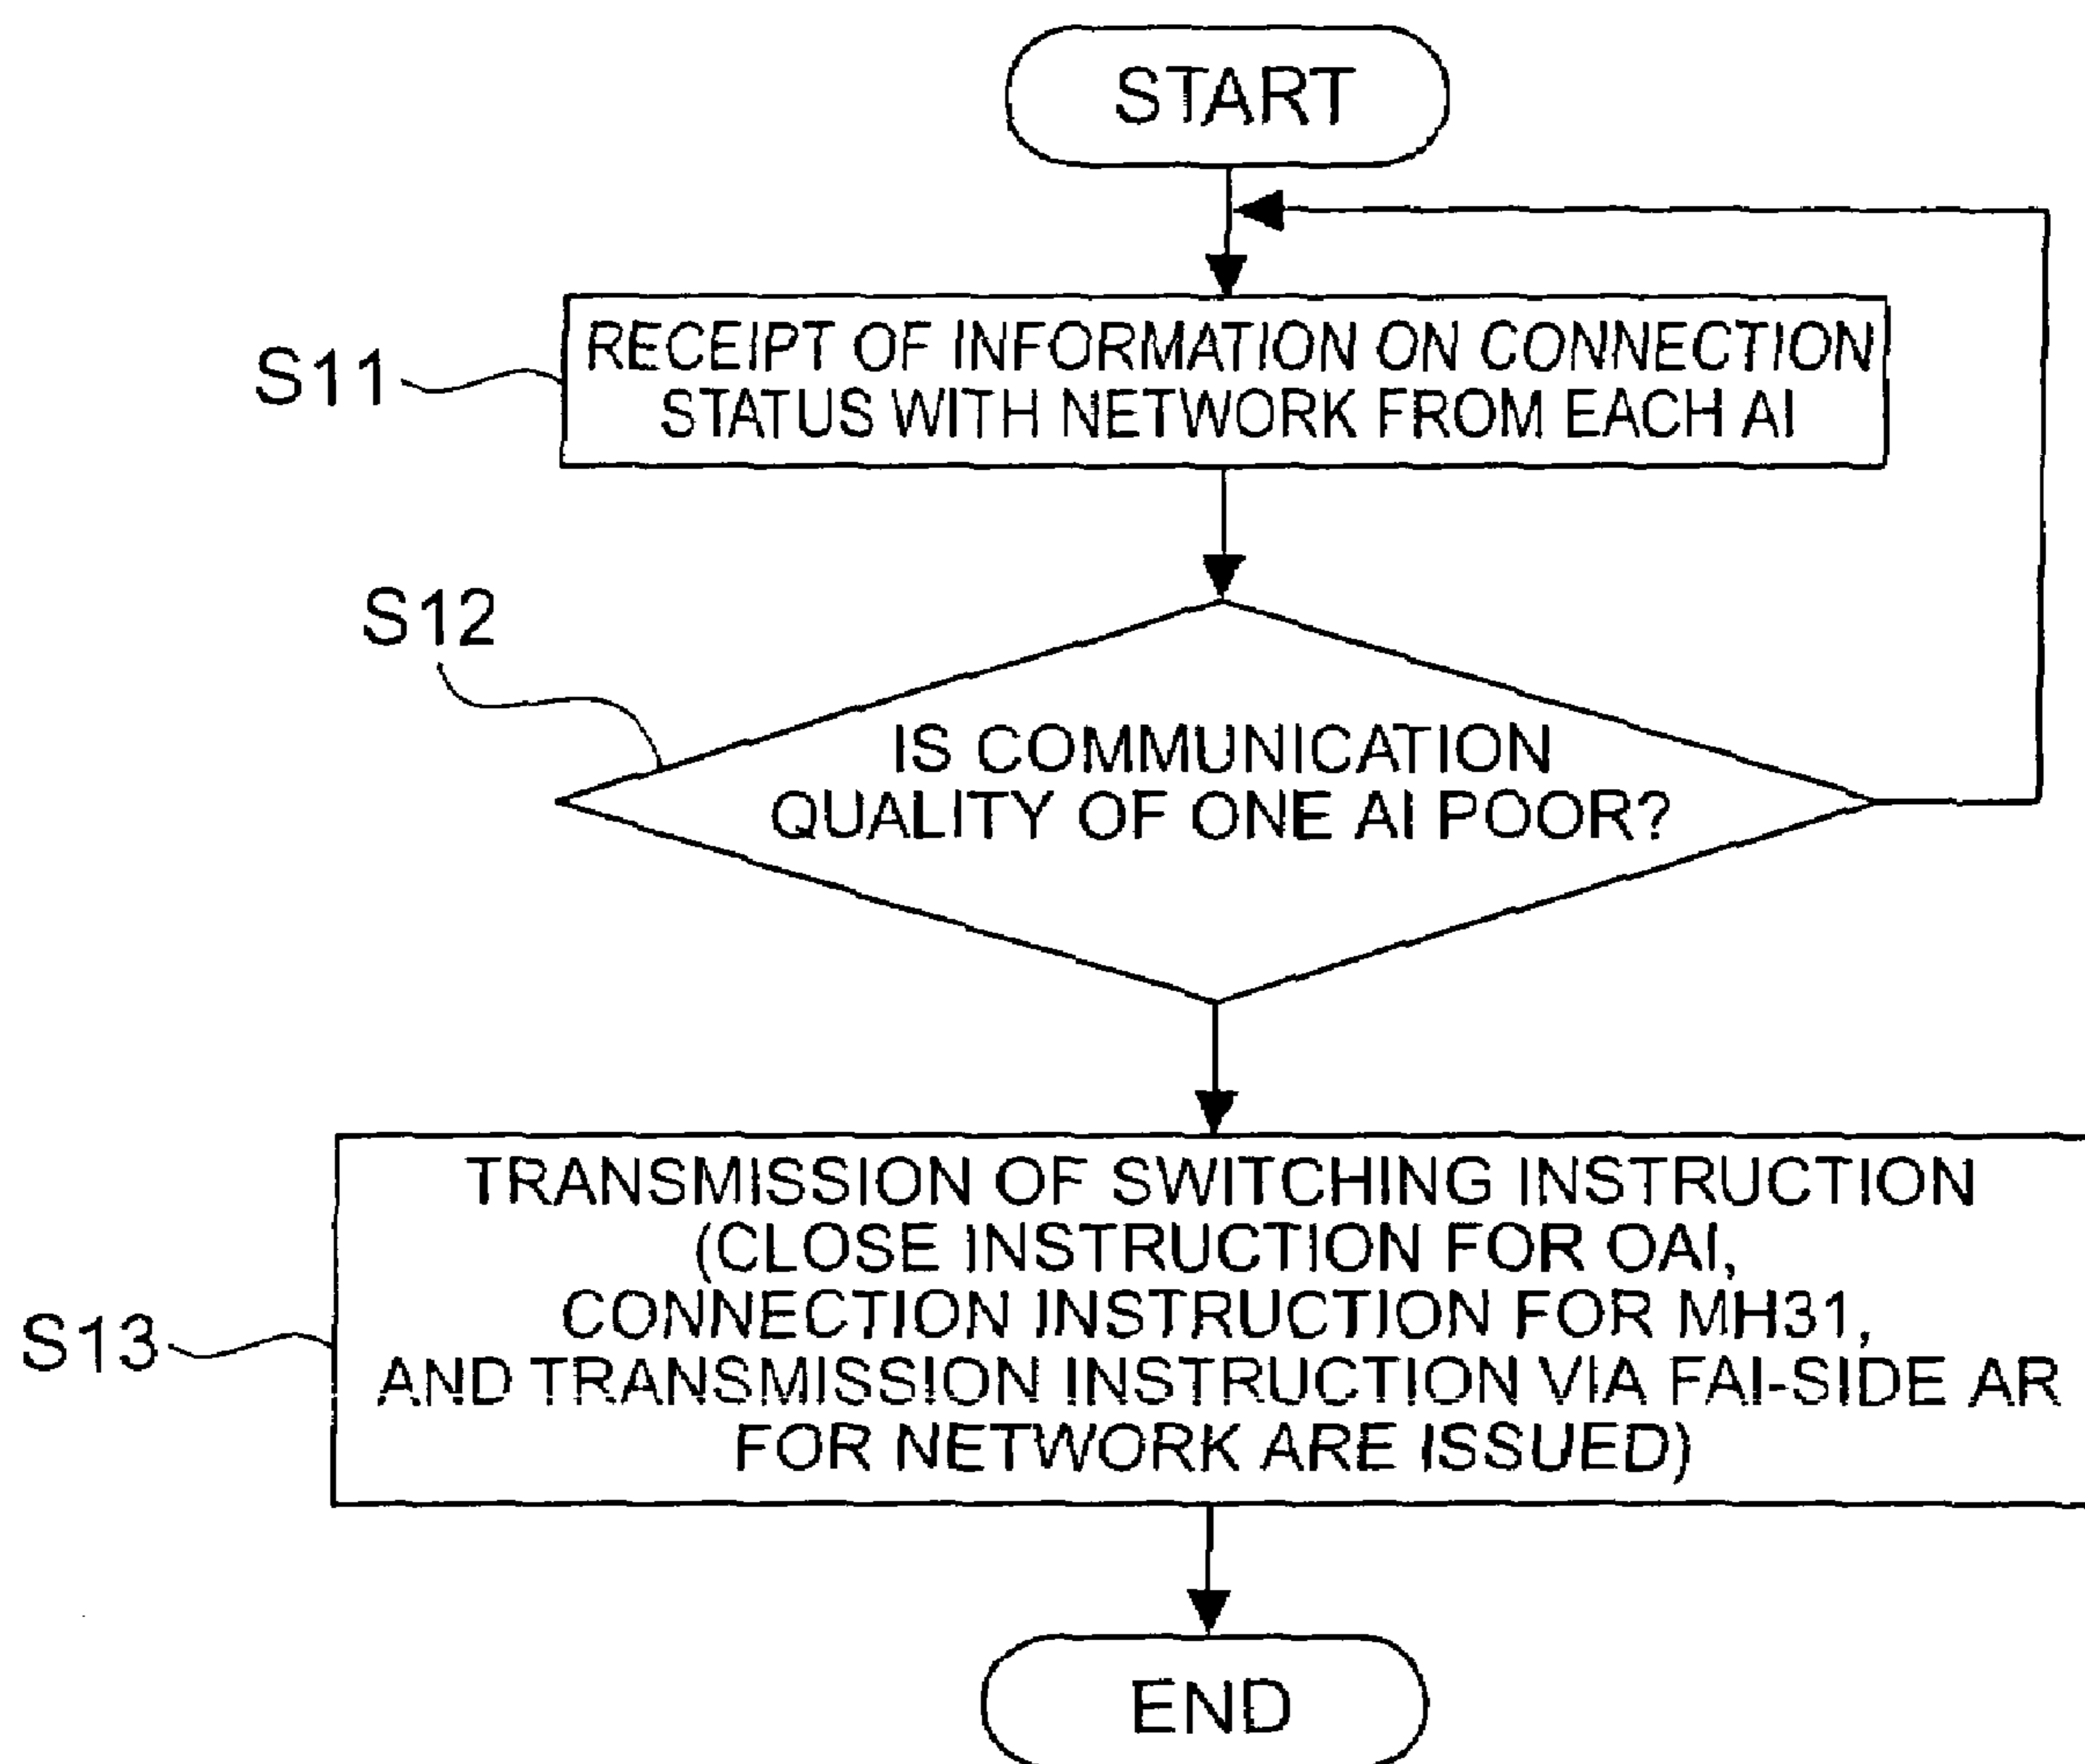 START
S11
RECEIPT OF INFORMATION ON CONNECTION
STATUS WITH NETWORK FROM EACH AI
S12
IS COMMUNICATION
QUALITY OF ONE AI POOR?
S13
TRANSMISSION OF SWITCHING INSTRUCTION
(CLOSE INSTRUCTION FOR OAI,
CONNECTION INSTRUCTION FOR MH31,
AND TRANSMISSION INSTRUCTION VIA FAI-SIDE AR
FOR NETWORK ARE ISSUED)
END